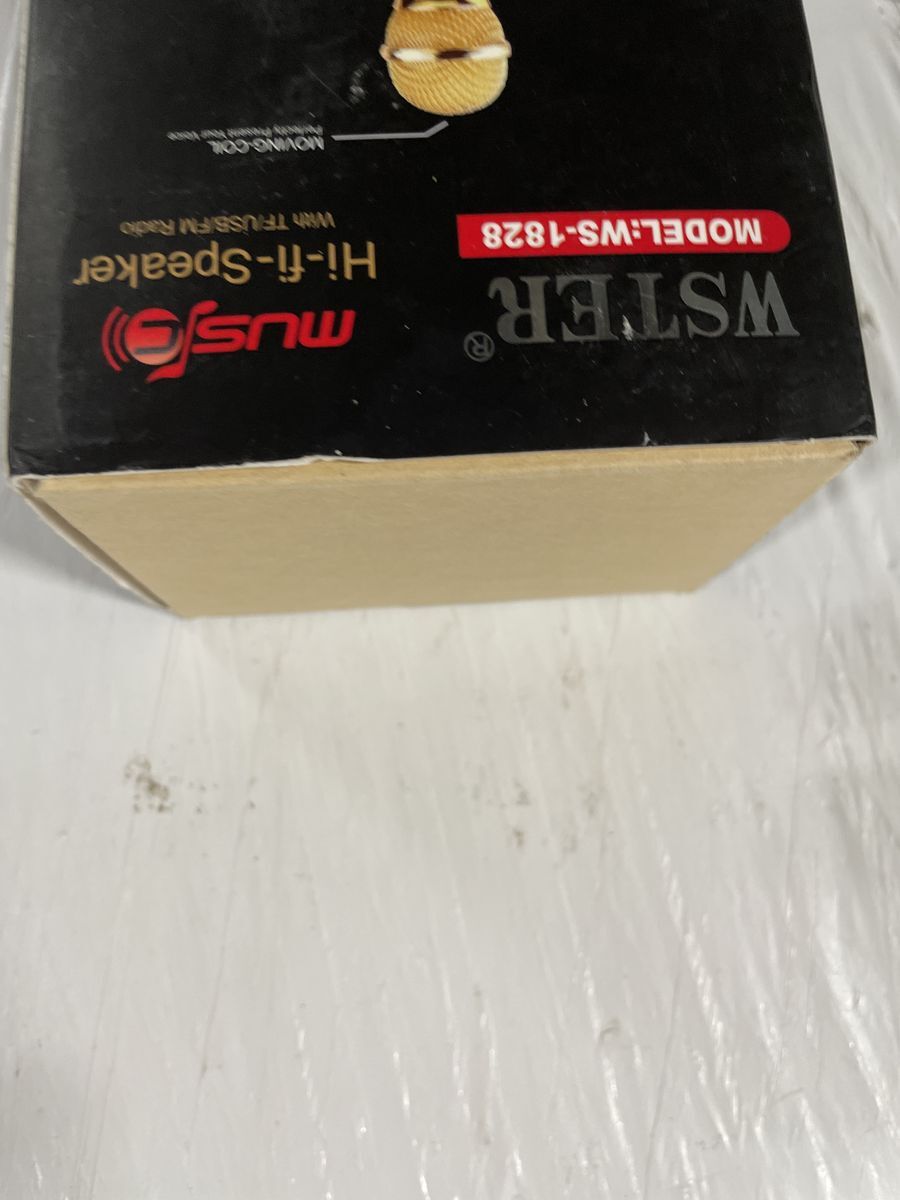 WSTER®
MODEL:WS-1828
MUSIC
Hi-fi-Speaker
With TF/USB/FM Radio
MOVING-COIL
Perfectly Present Your Voice